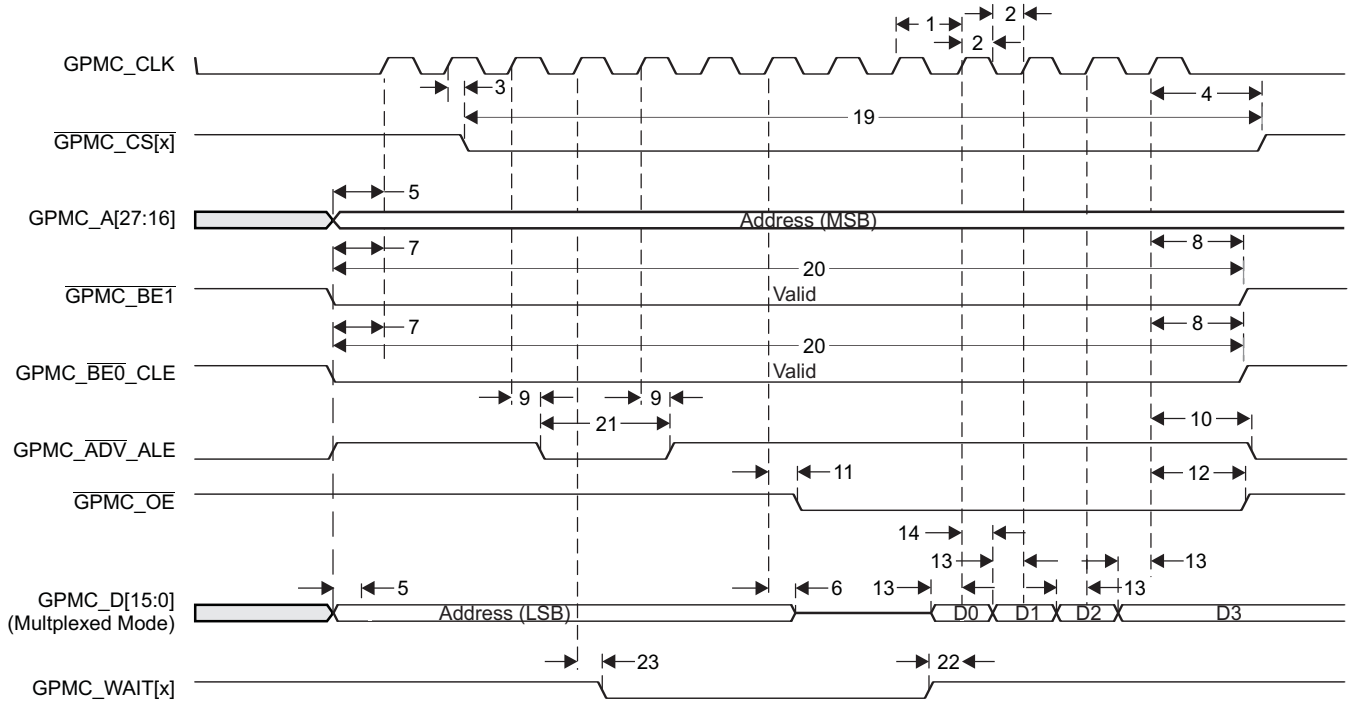 1
2
2
GPMC_CLK
3
4
19
GPMC_CS[x]
5
GPMC_A[27:16]
Address (MSB)
7
8
20
GPMC_BE1
Valid
7
8
20
GPMC_BE0_CLE
Valid
9
9
10
21
GPMC_ADV_ALE
11
12
GPMC_OE
14
13
13
5
6
13
13
GPMC_D[15:0]
(Multplexed Mode)
Address (LSB)
D0
D1
D2
D3
23
22
GPMC_WAIT[x]